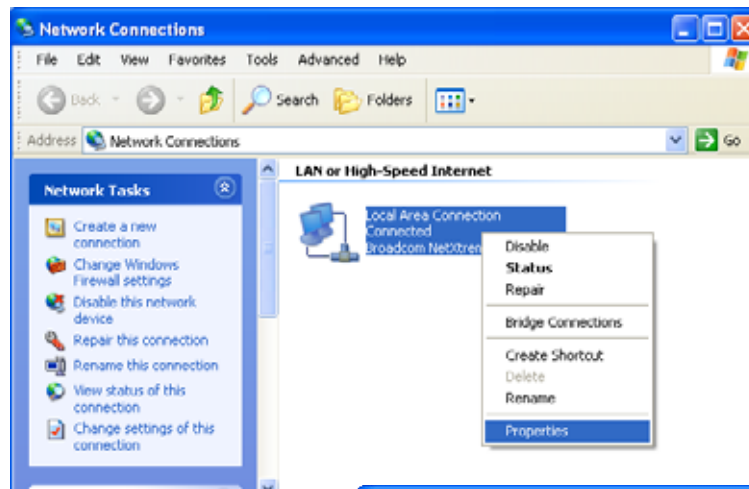 Network Connections
File Edit View Favorites Tools Advanced Help
Back Search Folders
Address Network Connections Go
Network Tasks
Create a new
connection
Change Windows
Firewall settings
Disable this network
device
Repair this connection
Rename this connection
View status of this
connection
Change settings of this
connection
LAN or High-Speed Internet
Local Area Connection
Connected
Broadcom
Disable
Status
Repair
Bridge Connections
Create Shortcut
Delete
Rename
Properties